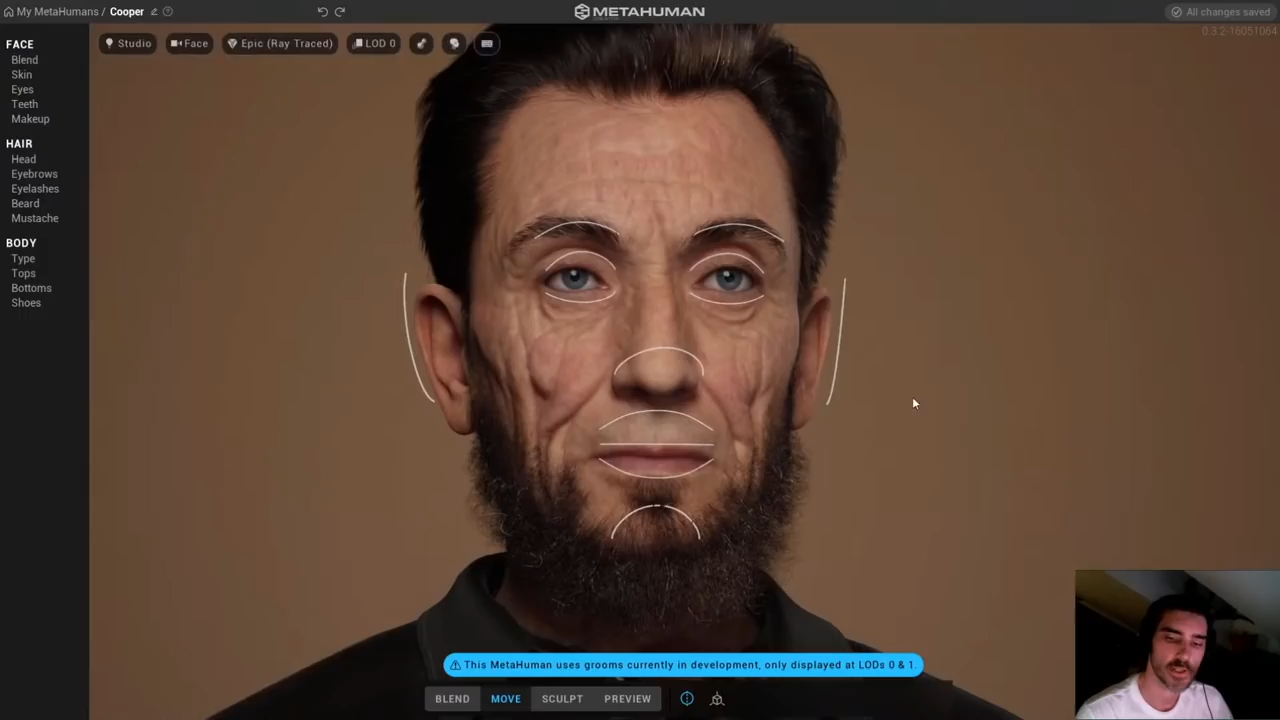 My MetaHumans / Cooper
METAHUMAN
All changes saved
0.3.2-16051064
Studio
Face
Epic (Ray Traced)
LOD 0
FACE
Blend
Skin
Eyes
Teeth
Makeup
HAIR
Head
Eyebrows
Eyelashes
Beard
Mustache
BODY
Type
Tops
Bottoms
Shoes
This MetaHuman uses grooms currently in development, only displayed at LODs 0 & 1.
BLEND
MOVE
SCULPT
PREVIEW